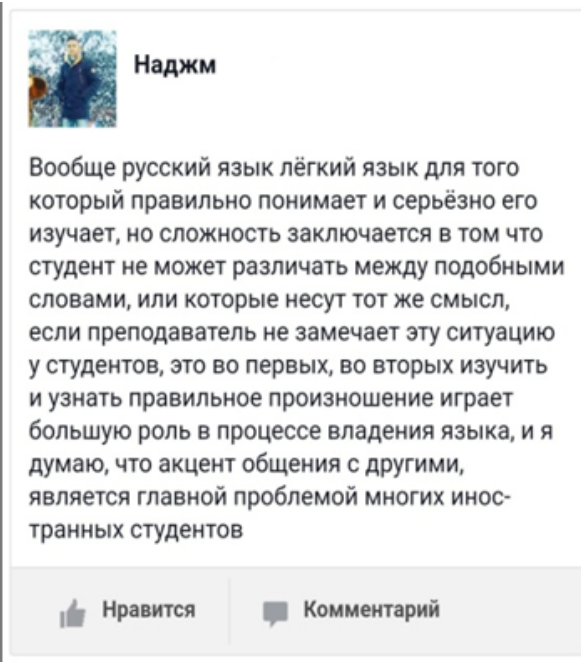 Наджм
Вообще русский язык лёгкий язык для того
который правильно понимает и серьёзно его
изучает, но сложность заключается в том что
студент не может различать между подобными
словами, или которые несут тот же смысл,
если преподаватель не замечает эту ситуацию
у студентов, это во первых, во вторых изучить
и узнать правильное произношение играет
большую роль в процессе владения языка, и я
думаю, что акцент общения с другими,
является главной проблемой многих инос-
транных студентов
Нравится
Комментарий